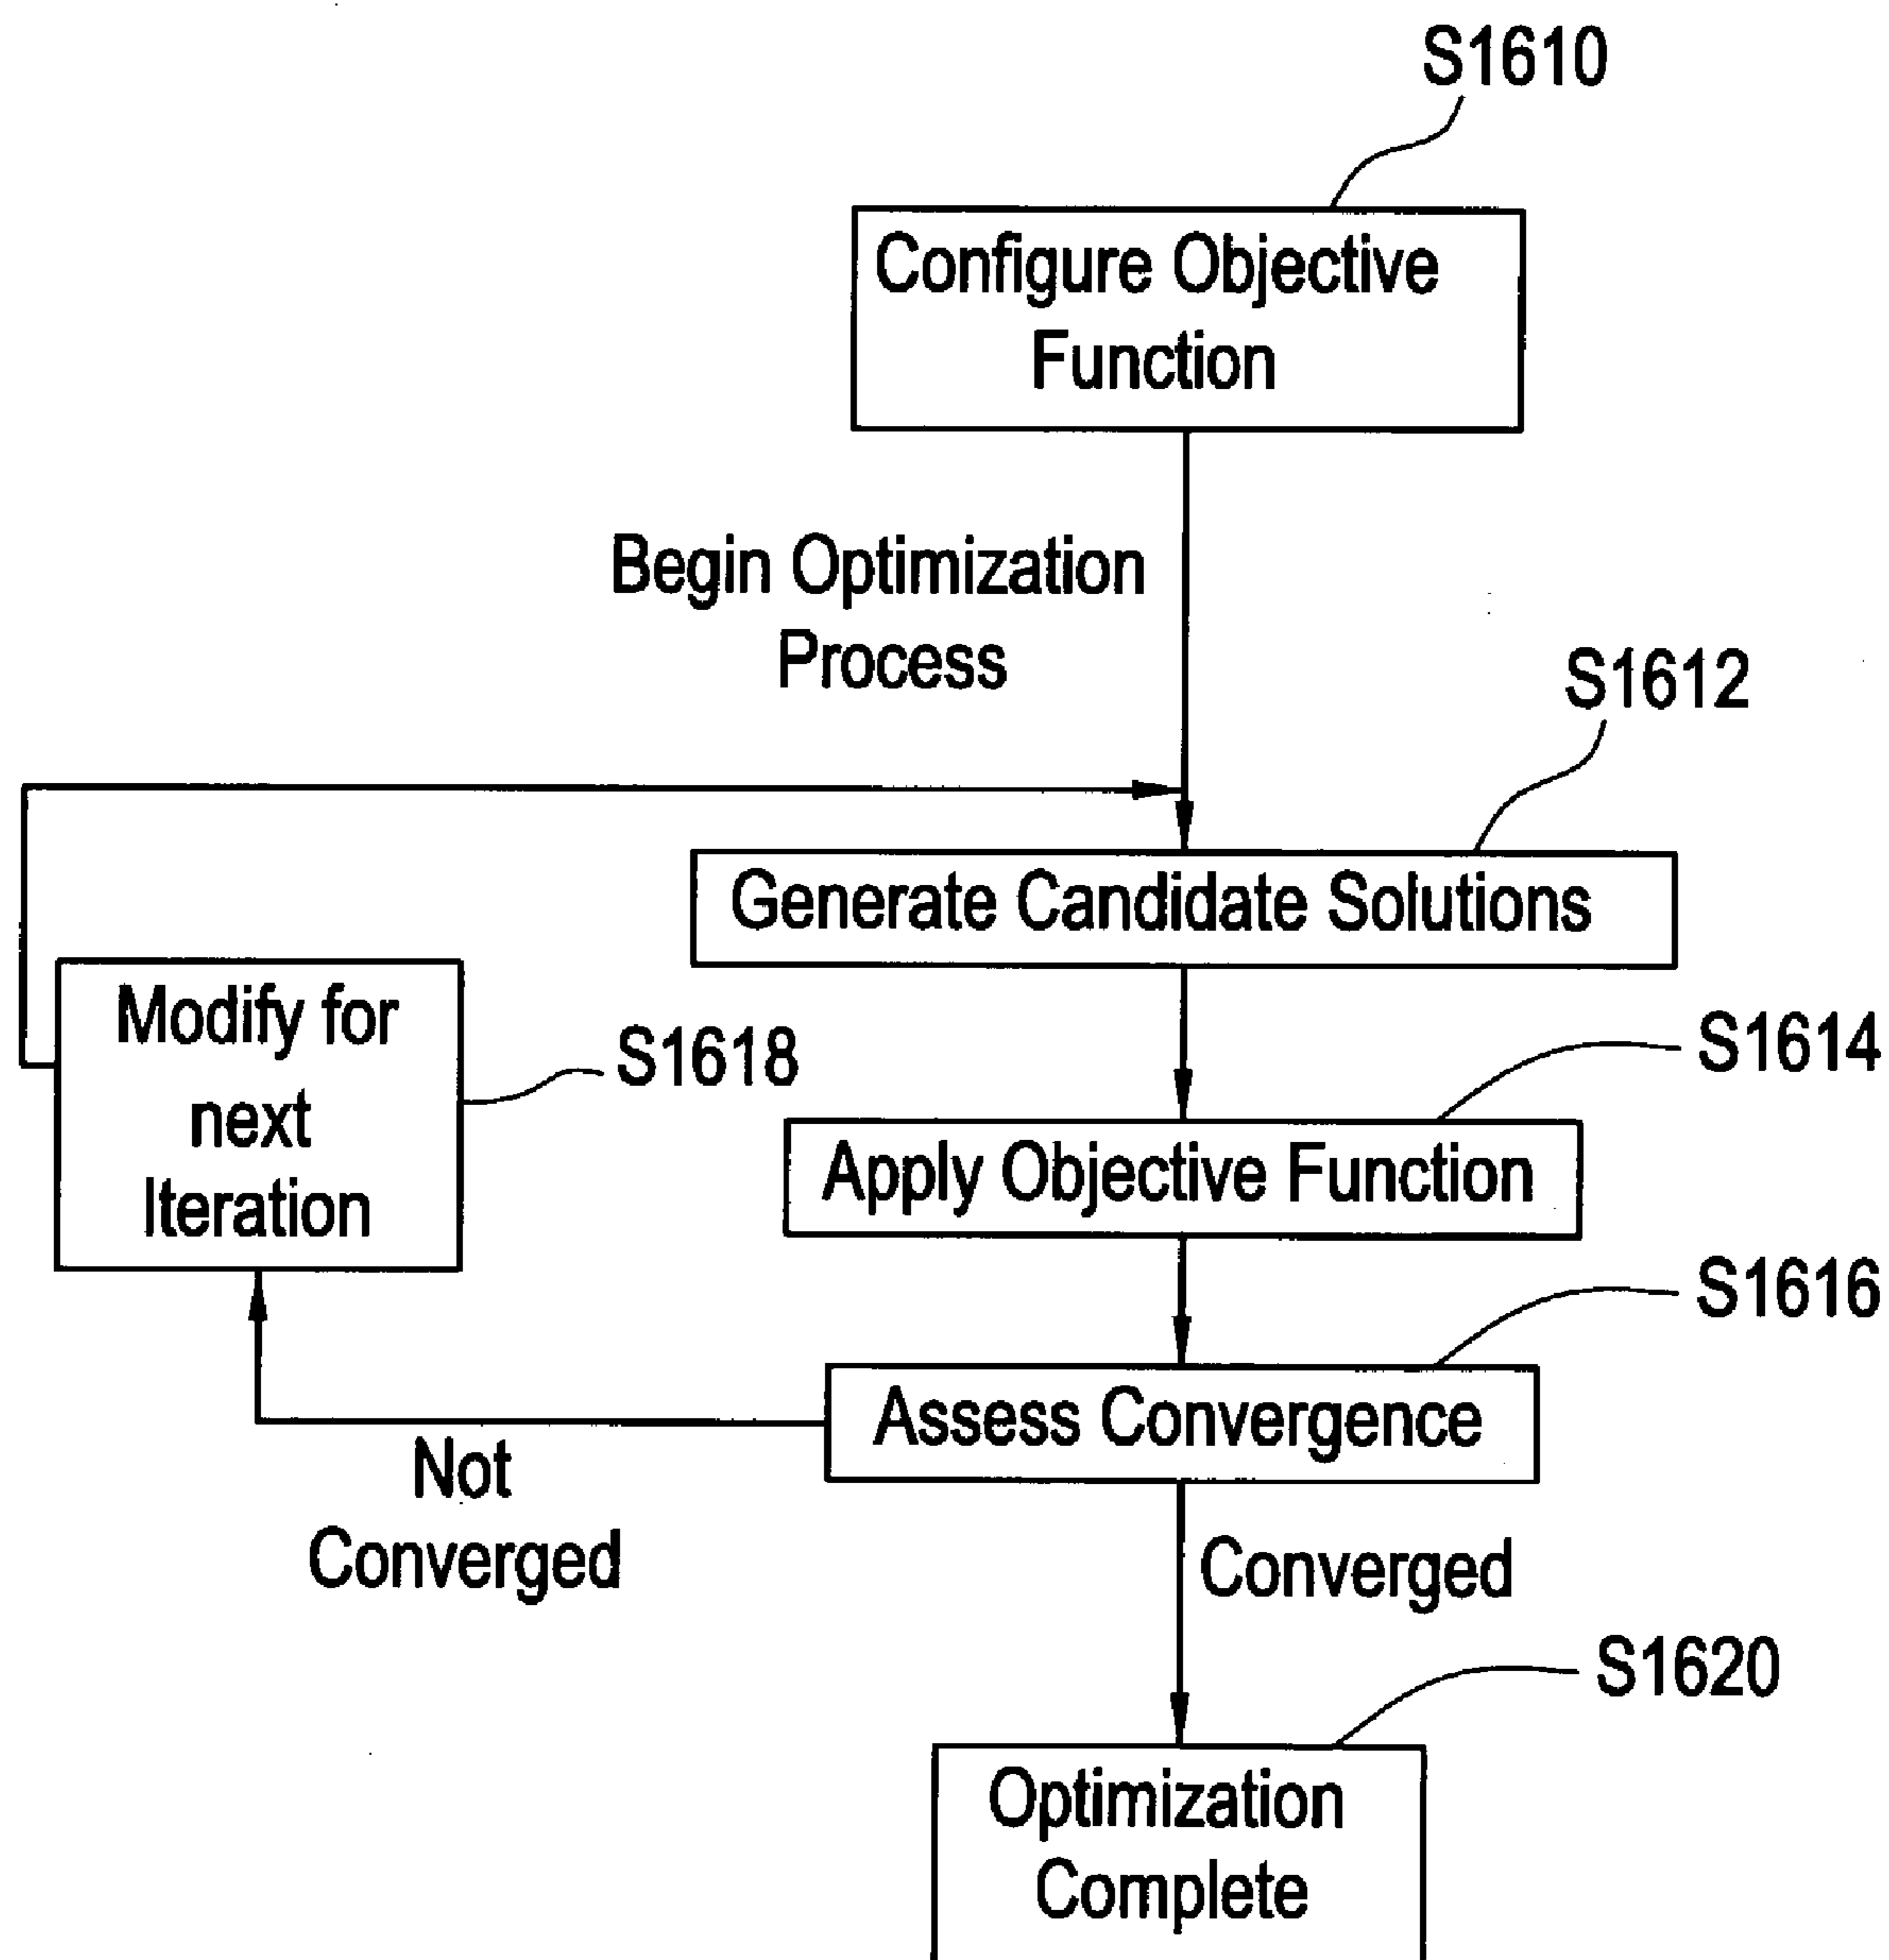 S1610
Configure Objective
Function
Begin Optimization
Process
S1612
Generate Candidate Solutions
Modify for
next
Iteration
S1618
S1614
Apply Objective Function
S1616
Assess Convergence
Not
Converged
Converged
S1620
Optimization
Complete